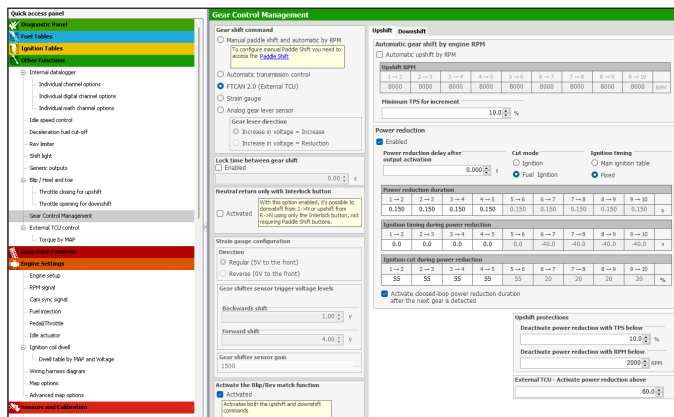 Quick access panel
Diagnostic Panel
Fuel Tables
Ignition Tables
Other Functions
Internal datalogger
Individual channel options
Individual digital channel options
Individual math channel options
Idle speed control
Deceleration fuel cut-off
Rev limiter
Shift light
Generic outputs
Blip / Heel and toe
Throttle closing for upshift
Throttle opening for downshift
Gear Control Management
External TCU control
Torque by MAP
Drag Race Features
Engine Settings
Engine setup
RPM signal
Cam sync signal
Fuel injection
Pedal/Throttle
Idle actuator
Ignition coil dwell
Dwell table by MAP and Voltage
Wiring harness diagram
Map options
Advanced map options
Sensors and Calibration
Gear Control Management
Gear shift command
Manual paddle shift and automatic by RPM
To configure manual Paddle Shift you need to
access the Paddle Shift
Automatic transmission control
FTCAN 2.0 (External TCU)
Strain gauge
Analog gear lever sensor
Gear lever direction
Increase in voltage = Increase
Increase in voltage = Reduction
Lock time between gear shift
Enabled
0.00 s
Neutral return only with Interlock button
Activated
With this option enabled, it's possible to
donwshift from 1->N or upshift from
R->N using only the Interlock button, not
requiring Paddle Shift buttons.
Strain gauge configuration
Direction
Regular (5V to the front)
Reverse (0V to the front)
Gear shifter sensor trigger voltage levels
Backwards shift
1.00 V
Forward shift
4.00 V
Gear shifter sensor gain
1500
Activate the Blip/Rev match function
Activated
Activates both the upshift and downshift
commands
Upshift Downshift
Automatic gear shift by engine RPM
Automatic upshift by RPM
Upshift RPM
1 → 2 2 → 3 3 → 4 4 → 5 5 → 6 6 → 7 7 → 8 8 → 9 9 → 10
8000 8000 8000 8000 8000 8000 8000 8000 8000 RPM
Minimum TPS for increment
10.0 %
Power reduction
Enabled
Power reduction delay after
output activation
0.000 s
Cut mode
Ignition
Fuel Ignition
Ignition timing
Main ignition table
Fixed
Power reduction duration
1 → 2 2 → 3 3 → 4 4 → 5 5 → 6 6 → 7 7 → 8 8 → 9 9 → 10
0.150 0.150 0.150 0.150 0.150 0.150 0.150 0.150 0.150 s
Ignition timing during power reduction
1 → 2 2 → 3 3 → 4 4 → 5 5 → 6 6 → 7 7 → 8 8 → 9 9 → 10
0.0 0.0 0.0 0.0 0.0 -40.0 -40.0 -40.0 -40.0 °
Ignition cut during power reduction
1 → 2 2 → 3 3 → 4 4 → 5 5 → 6 6 → 7 7 → 8 8 → 9 9 → 10
55 55 55 55 55 20 20 20 20 %
Activate cloosed-loop power reduction duration
after the next gear is detected
Upshift protections
Deactivate power reduction with TPS below
10.0 %
Deactivate power reduction with RPM below
2000 RPM
External TCU - Activate power reduction above
60.0